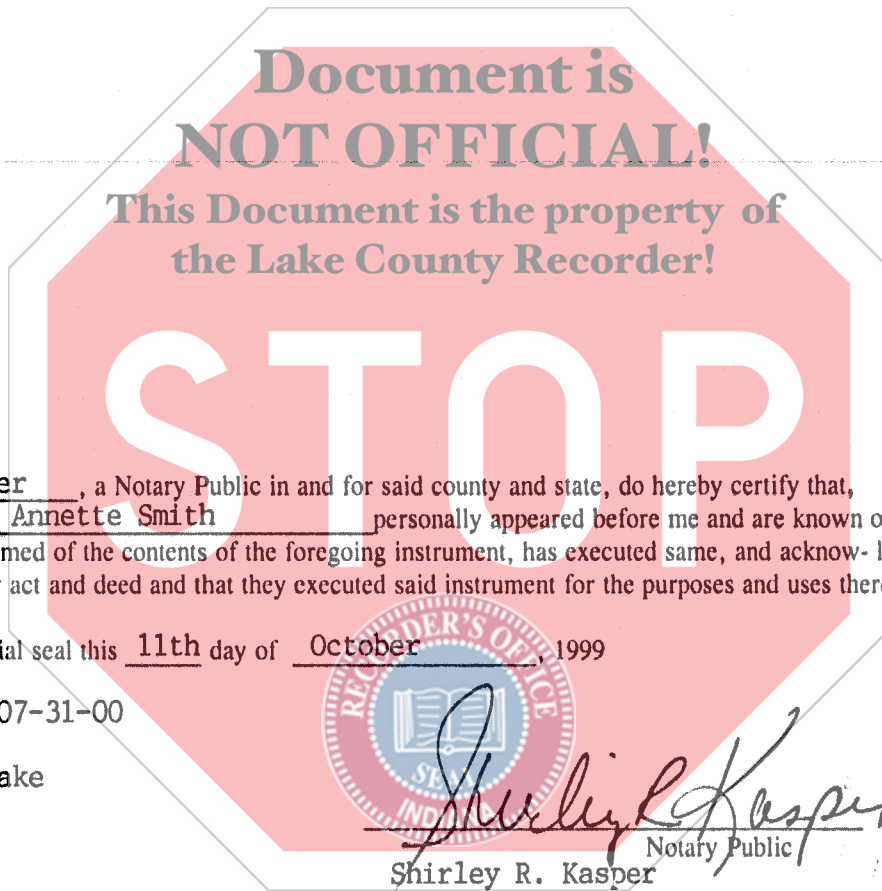 Document is
NOT OFFICIAL!
This Document is the property of
the Lake County Recorder!
STOP
er , a Notary Public in and for said county and state, do hereby certify that,
Annette Smith personally appeared before me and are known o
med of the contents of the foregoing instrument, has executed same, and acknow- l
act and deed and that they executed said instrument for the purposes and uses there
ial seal this 11th day of October , 1999
RECORDER'S OFFICE
07-31-00
SEAL
ake
INDIANA
Shirley R Kasper
Notary Public
Shirley R. Kasper